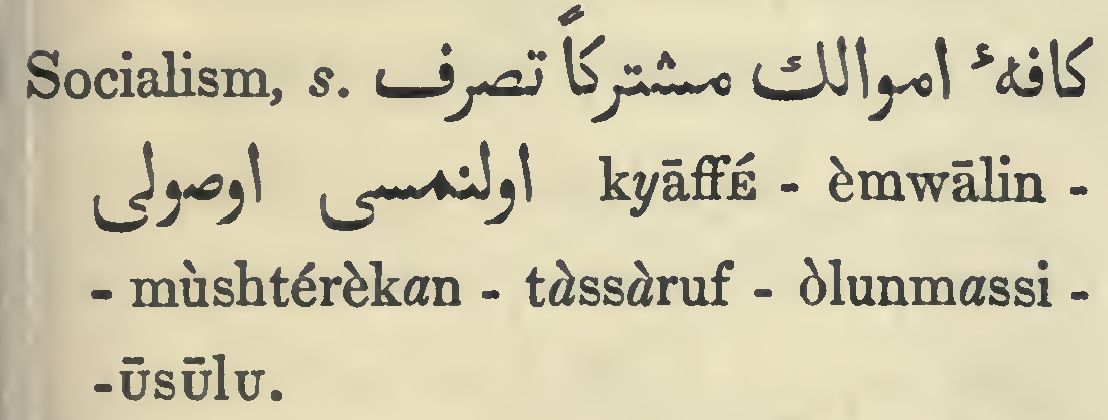 Socialism, s. كافهٔ اموالك مشتركاً تصرف
اولنمسى اوصولى kyāffÉ - èmwālin -
- mùshtérèkan - tàssàruf - òlunmassi -
-ūsūlu.